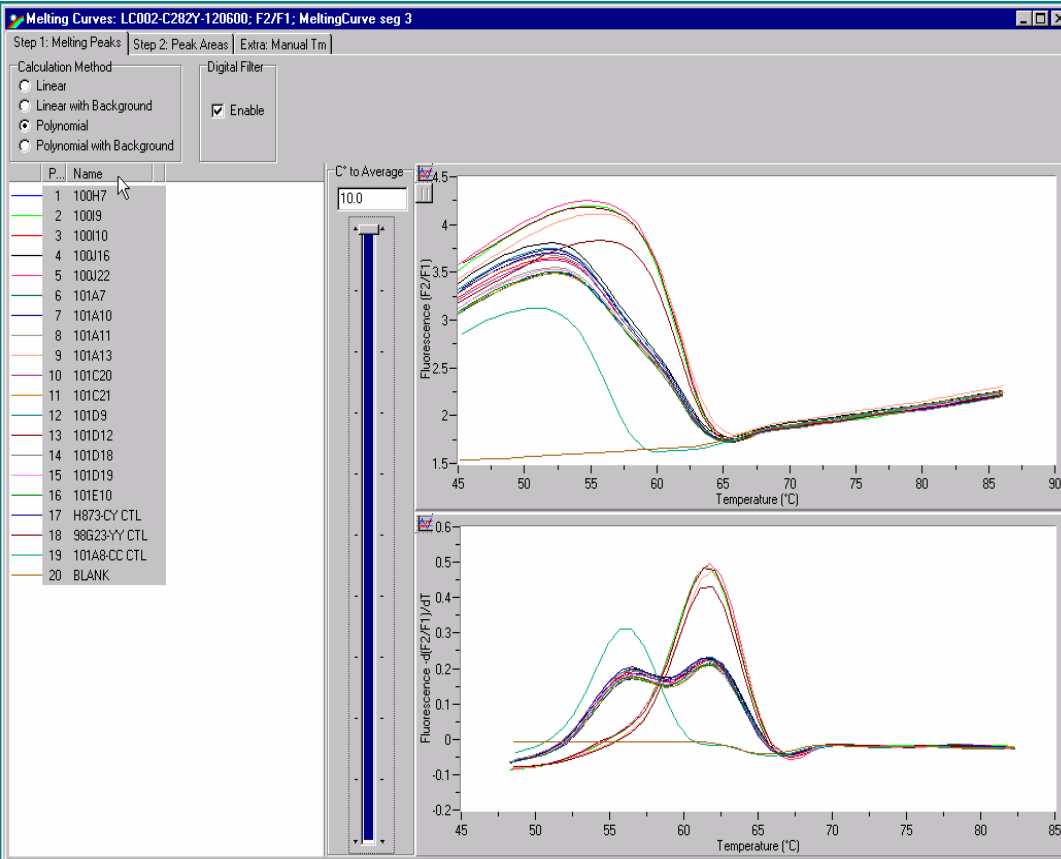 Melting Curves: LC002-C282Y-120600; F2/F1; MeltingCurve seg 3
Step 1: Melting Peaks Step 2: Peak Areas Extra: Manual Tm
Calculation Method
Linear
Linear with Background
Polynomial
Polynomial with Background
Digital Filter
Enable
P... Name
1 100H7
2 100I9
3 100I10
4 100J16
5 100J22
6 101A7
7 101A10
8 101A11
9 101A13
10 101C20
11 101C21
12 101D9
13 101D12
14 101D18
15 101D19
16 101E10
17 H873-CY CTL
18 98G23-YY CTL
19 101A8-CC CTL
20 BLANK
C° to Average
10.0
Fluorescence (F2/F1)
4.5
4
3.5
3
2.5
2
1.5
45 50 55 60 65 70 75 80 85 90
Temperature (°C)
Fluorescence -d(F2/F1)/dT
0.6
0.5
0.4
0.3
0.2
0.1
0
-0.1
-0.2
45 50 55 60 65 70 75 80 85
Temperature (°C)